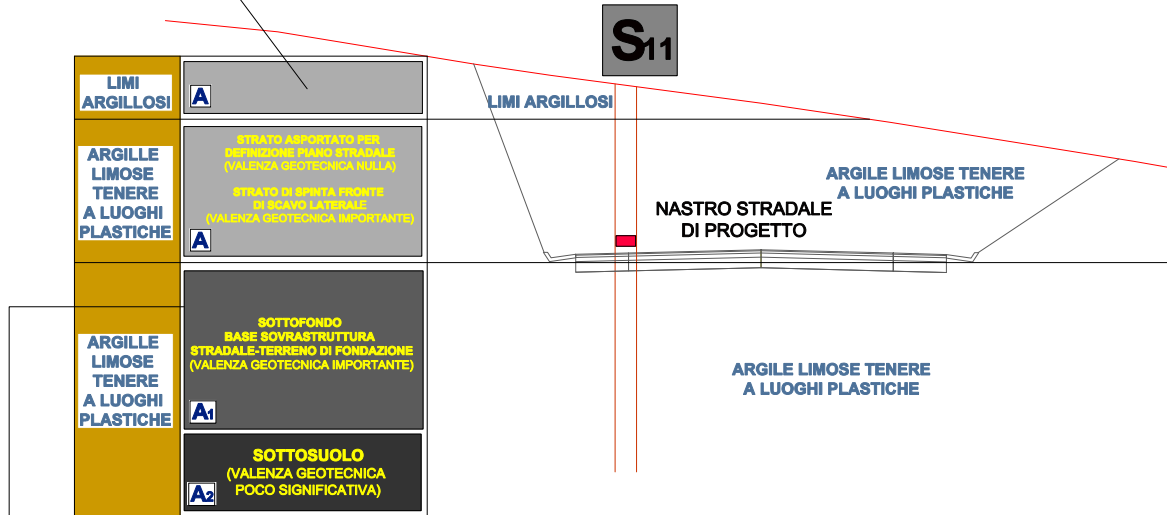 S11
LIMI
ARGILLOSI
A
LIMI ARGILLOSI
ARGILLE
LIMOSE
TENERE
A LUOGHI
PLASTICHE
STRATO ASPORTATO PER
DEFINIZIONE PIANO STRADALE
(VALENZA GEOTECNICA NULLA)
STRATO DI SPINTA FRONTE
DI SCAVO LATERALE
(VALENZA GEOTECNICA IMPORTANTE)
A
ARGILE LIMOSE TENERE
A LUOGHI PLASTICHE
NASTRO STRADALE
DI PROGETTO
ARGILLE
LIMOSE
TENERE
A LUOGHI
PLASTICHE
SOTTOFONDO
BASE SOVRASTRUTTURA
STRADALE-TERRENO DI FONDAZIONE
(VALENZA GEOTECNICA IMPORTANTE)
A1
ARGILE LIMOSE TENERE
A LUOGHI PLASTICHE
SOTTOSUOLO
(VALENZA GEOTECNICA
POCO SIGNIFICATIVA)
A2